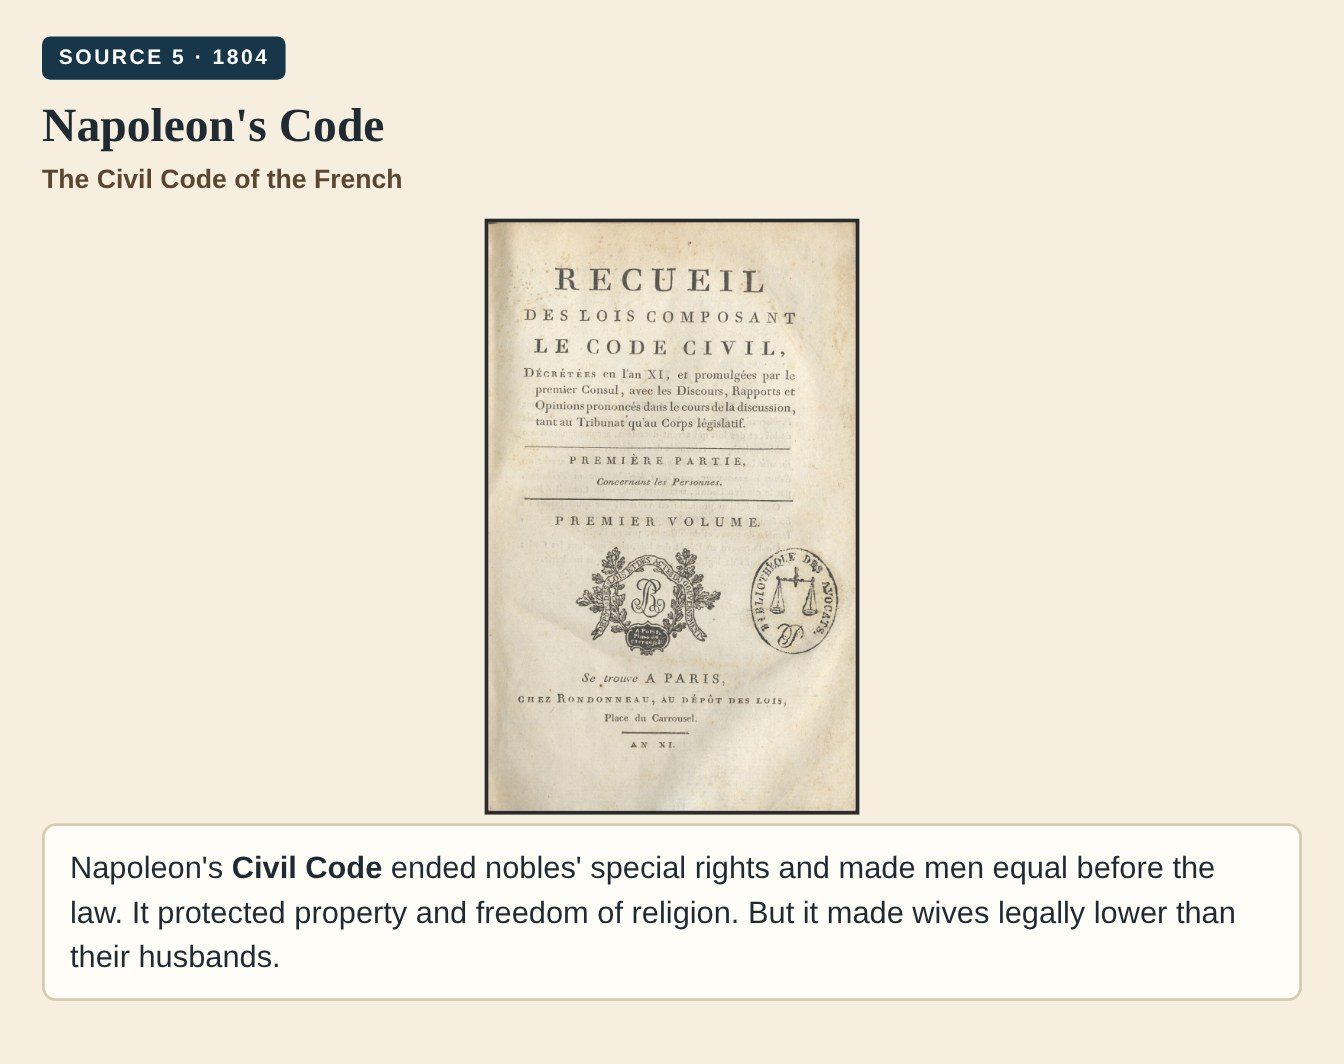 SOURCE 5 · 1804
Napoleon's Code
The Civil Code of the French
RECUEIL
DES LOIS COMPOSANT
LE CODE CIVIL,
DÉCRÉTÉES en l'an XI, et promulguées par le
premier Consul, avec les Discours, Rapports et
Opinions prononcés dans le cours de la discussion,
tant au Tribunat qu'au Corps législatif.
PREMIÈRE PARTIE,
Concernant les Personnes.
PREMIER VOLUME.
BIBLIOTHÈQUE DES AVOCATS.
Se trouve A PARIS,
CHEZ RONDONNEAU, AU DÉPÔT DES LOIS,
Place du Carrousel.
AN XI.
Napoleon's Civil Code ended nobles' special rights and made men equal before the
law. It protected property and freedom of religion. But it made wives legally lower than
their husbands.